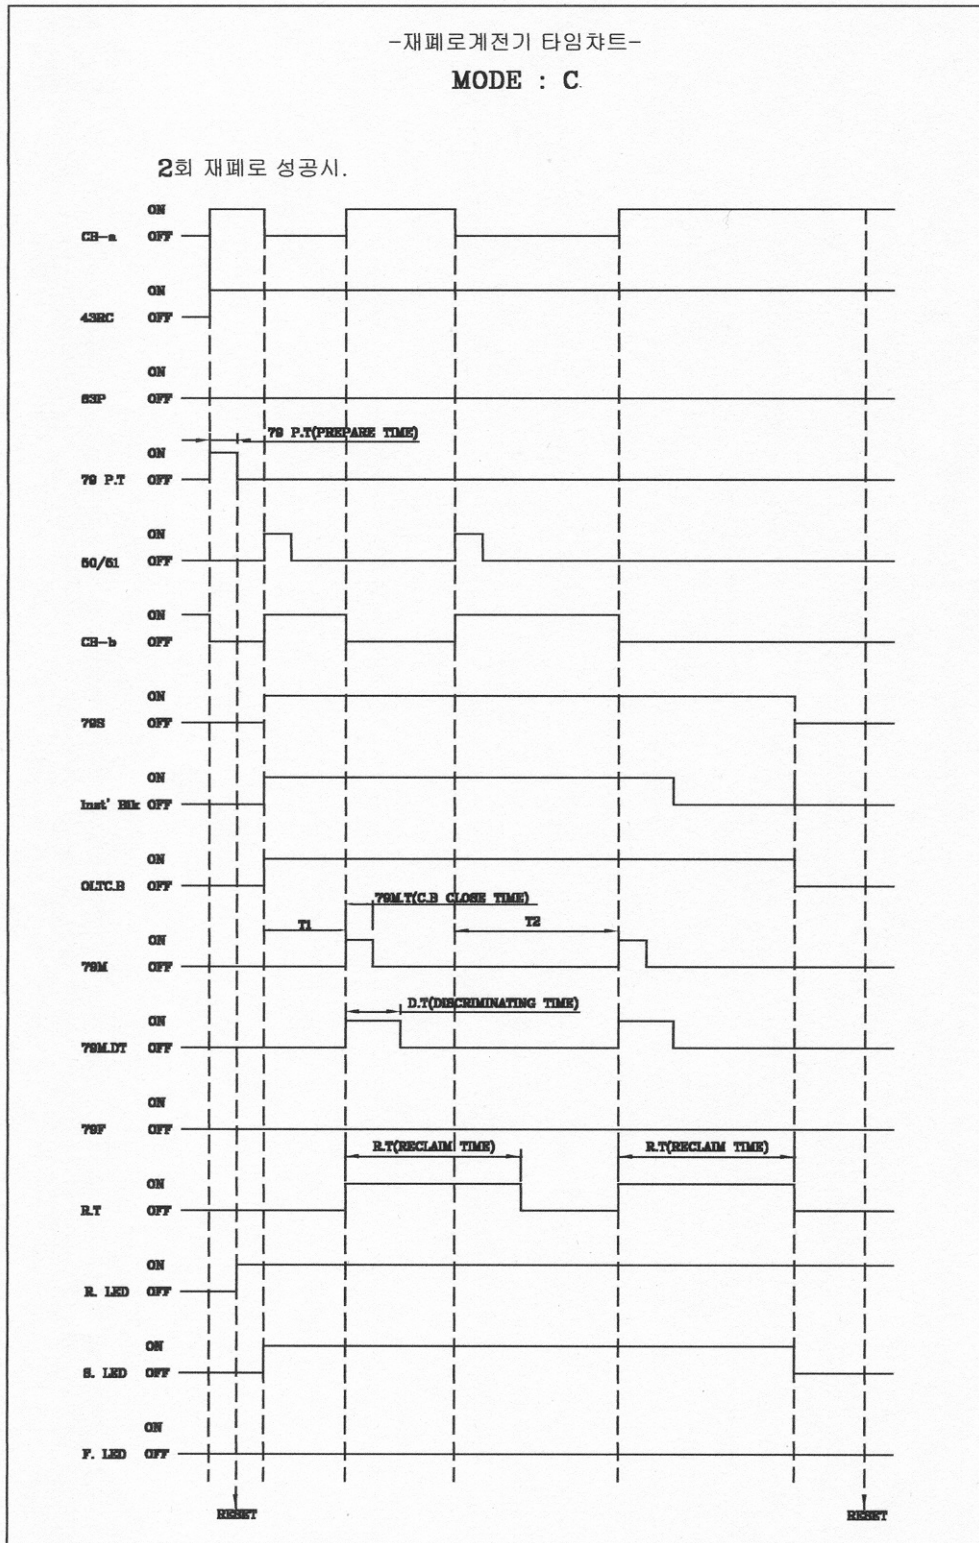 -재폐로계전기 타임챠트-
MODE : C
2회 재폐로 성공시.
ON
CB-a OFF
ON
43RC OFF
ON
63P OFF
79 P.T(PREPARE TIME)
ON
79 P.T OFF
ON
50/51 OFF
ON
CB-b OFF
ON
79S OFF
ON
Inst' Blk OFF
ON
OLTC.B OFF
79M.T(C.B CLOSE TIME)
T1 T2
ON
79M OFF
D.T(DISCRIMINATING TIME)
ON
79M.DT OFF
ON
79F OFF
R.T(RECLAIM TIME) R.T(RECLAIM TIME)
ON
R.T OFF
ON
R. LED OFF
ON
S. LED OFF
ON
F. LED OFF
RESET RESET